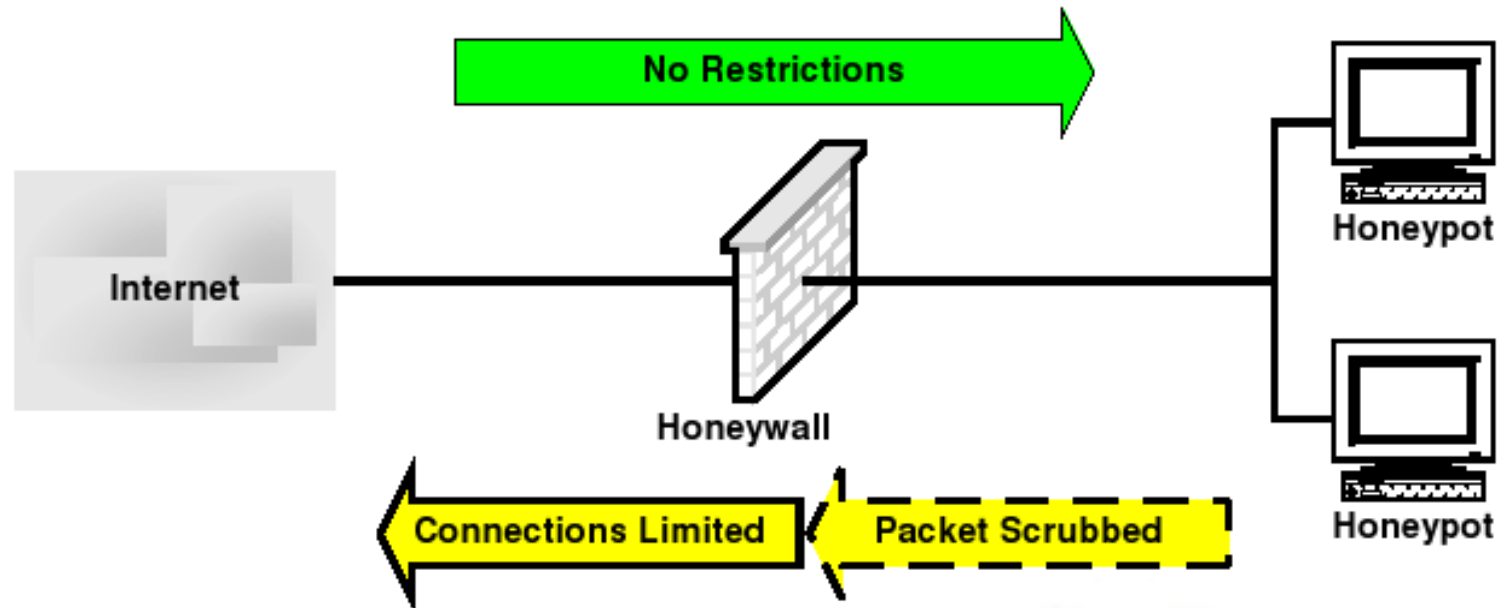 No Restrictions
Honeypot
Internet
Honeywall
Connections Limited
Packet Scrubbed
Honeypot